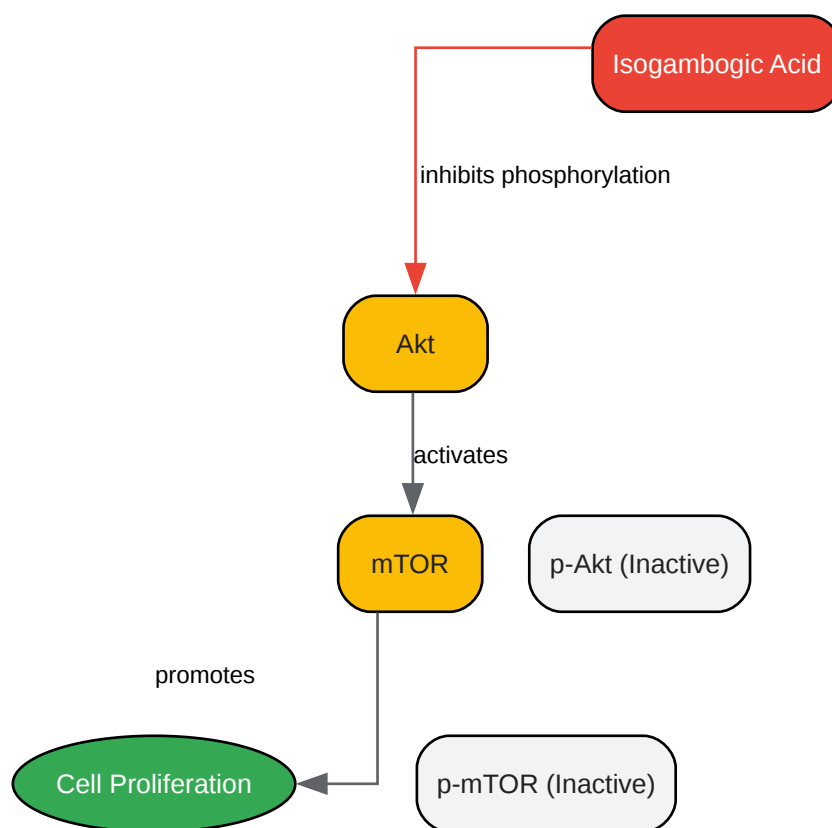 Isogambogic Acid
inhibits phosphorylation
Akt
activates
mTOR
p-Akt (Inactive)
promotes
Cell Proliferation
p-mTOR (Inactive)